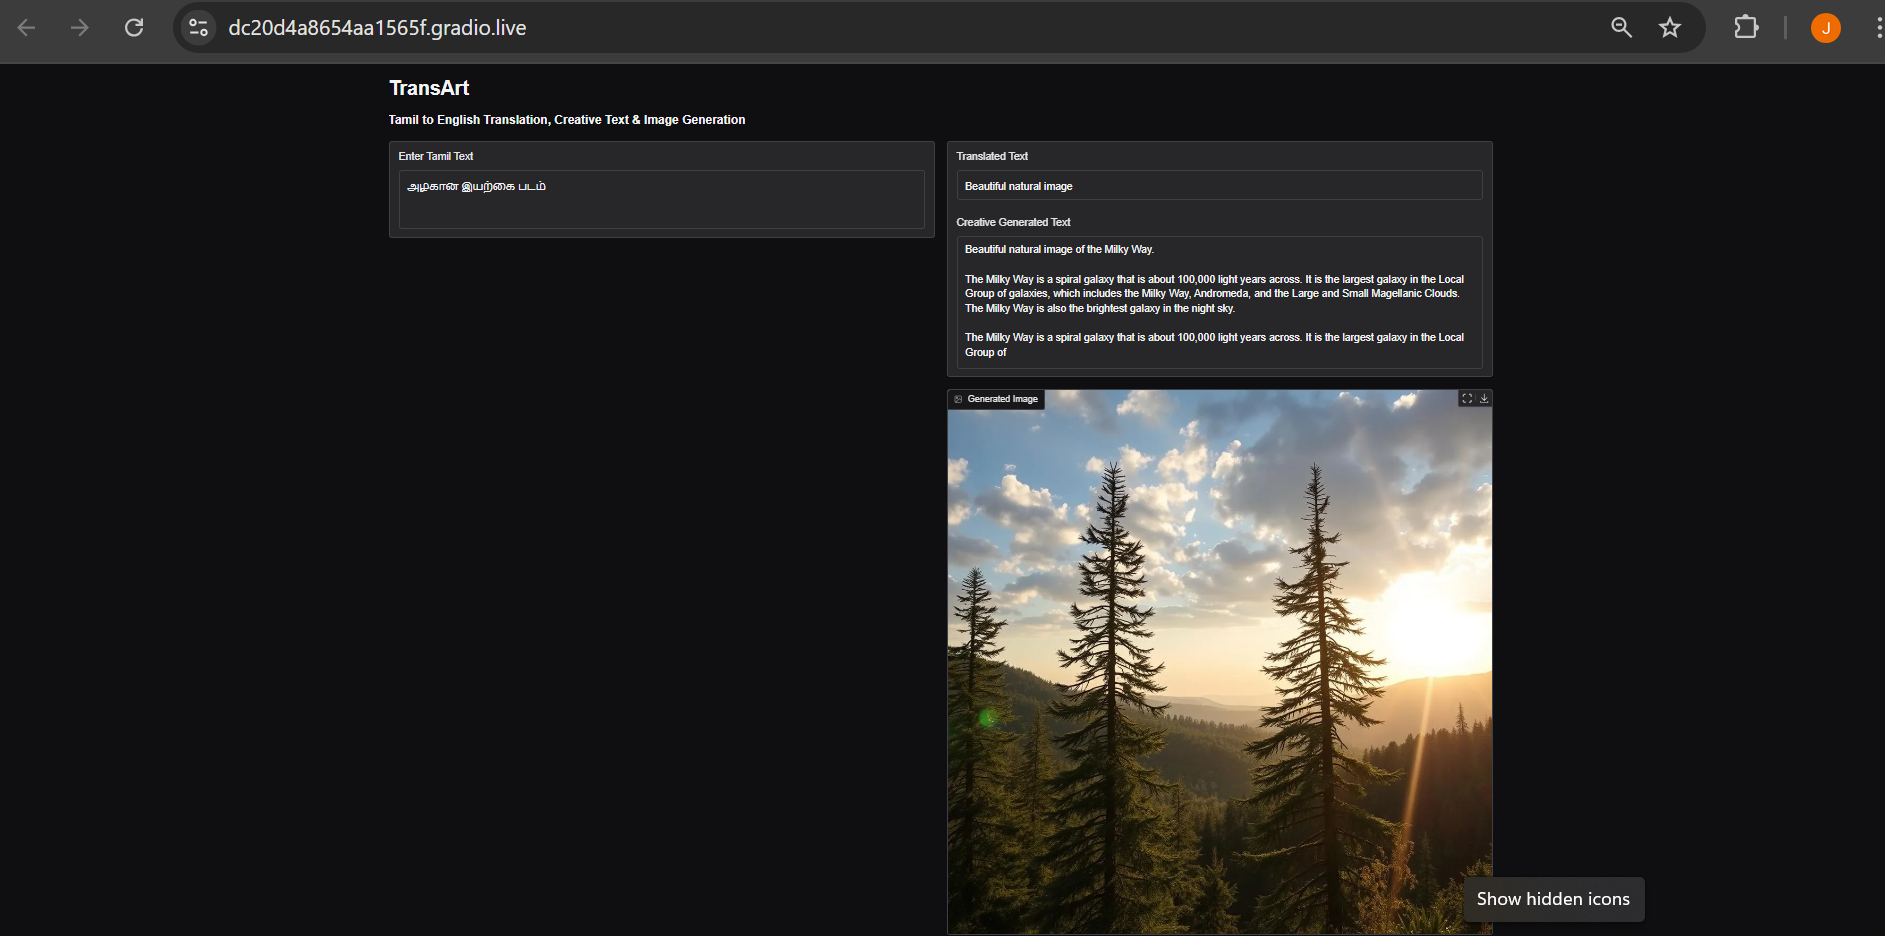 dc20d4a8654aa1565f.gradio.live
J
TransArt
Tamil to English Translation, Creative Text & Image Generation
Enter Tamil Text
அழகான இயற்கை படம்
Translated Text
Beautiful natural image
Creative Generated Text
Beautiful natural image of the Milky Way.
The Milky Way is a spiral galaxy that is about 100,000 light years across. It is the largest galaxy in the Local
Group of galaxies, which includes the Milky Way, Andromeda, and the Large and Small Magellanic Clouds.
The Milky Way is also the brightest galaxy in the night sky.
The Milky Way is a spiral galaxy that is about 100,000 light years across. It is the largest galaxy in the Local
Group of
Generated Image
Show hidden icons